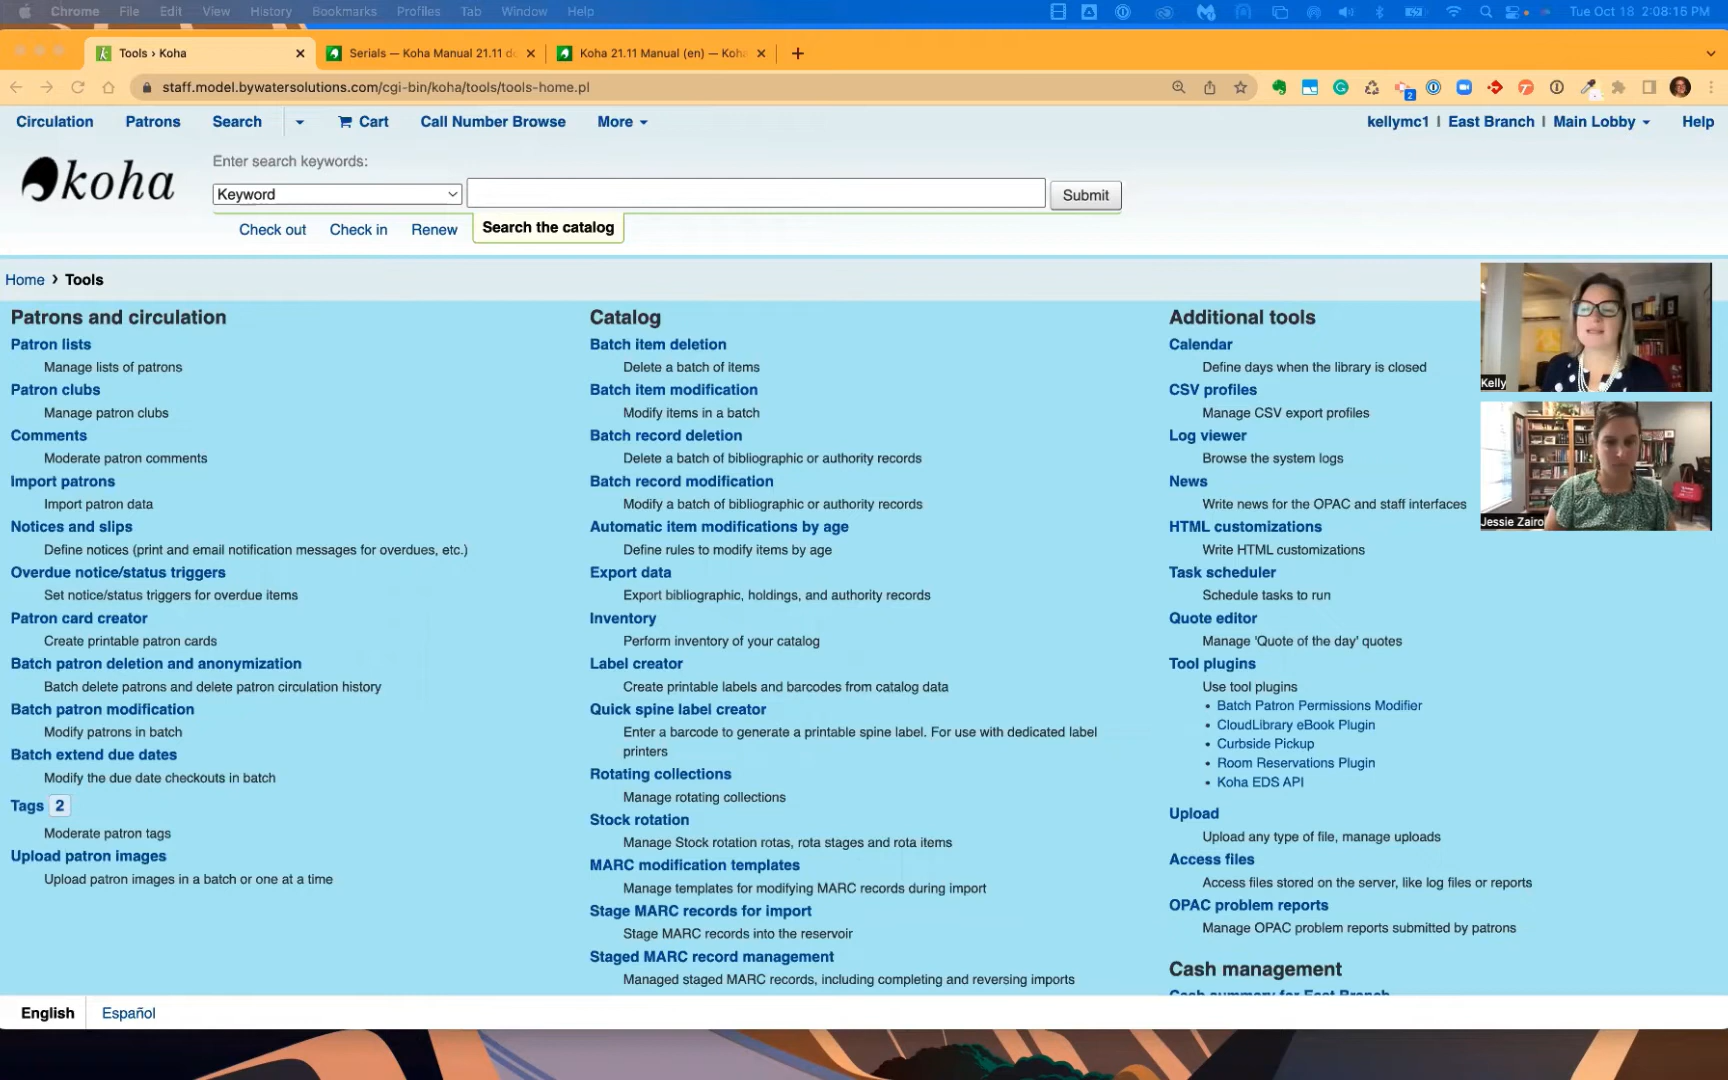 Chrome File Edit View History Bookmarks Profiles Tab Window Help Tue Oct 18 2:08:16 PM
Tools › Koha Serials — Koha Manual 21.11 Koha 21.11 Manual (en) — Koha
staff.model.bywatersolutions.com/cgi-bin/koha/tools/tools-home.pl
2
Circulation Patrons Search Cart Call Number Browse More kellymc1 | East Branch | Main Lobby Help
koha
Enter search keywords:
Keyword Submit
Check out Check in Renew Search the catalog
Home › Tools
Patrons and circulation
Patron lists
Manage lists of patrons
Patron clubs
Manage patron clubs
Comments
Moderate patron comments
Import patrons
Import patron data
Notices and slips
Define notices (print and email notification messages for overdues, etc.)
Overdue notice/status triggers
Set notice/status triggers for overdue items
Patron card creator
Create printable patron cards
Batch patron deletion and anonymization
Batch delete patrons and delete patron circulation history
Batch patron modification
Modify patrons in batch
Batch extend due dates
Modify the due date checkouts in batch
Tags 2
Moderate patron tags
Upload patron images
Upload patron images in a batch or one at a time
Catalog
Batch item deletion
Delete a batch of items
Batch item modification
Modify items in a batch
Batch record deletion
Delete a batch of bibliographic or authority records
Batch record modification
Modify a batch of bibliographic or authority records
Automatic item modifications by age
Define rules to modify items by age
Export data
Export bibliographic, holdings, and authority records
Inventory
Perform inventory of your catalog
Label creator
Create printable labels and barcodes from catalog data
Quick spine label creator
Enter a barcode to generate a printable spine label. For use with dedicated label
printers
Rotating collections
Manage rotating collections
Stock rotation
Manage Stock rotation rotas, rota stages and rota items
MARC modification templates
Manage templates for modifying MARC records during import
Stage MARC records for import
Stage MARC records into the reservoir
Staged MARC record management
Managed staged MARC records, including completing and reversing imports
Additional tools
Calendar
Define days when the library is closed
CSV profiles
Manage CSV export profiles
Log viewer
Browse the system logs
News
Write news for the OPAC and staff interfaces
HTML customizations
Write HTML customizations
Task scheduler
Schedule tasks to run
Quote editor
Manage 'Quote of the day' quotes
Tool plugins
Use tool plugins
• Batch Patron Permissions Modifier
• CloudLibrary eBook Plugin
• Curbside Pickup
• Room Reservations Plugin
• Koha EDS API
Upload
Upload any type of file, manage uploads
Access files
Access files stored on the server, like log files or reports
OPAC problem reports
Manage OPAC problem reports submitted by patrons
Cash management
Cash summary for East Branch
Kelly
Jessie Zairo
English Español